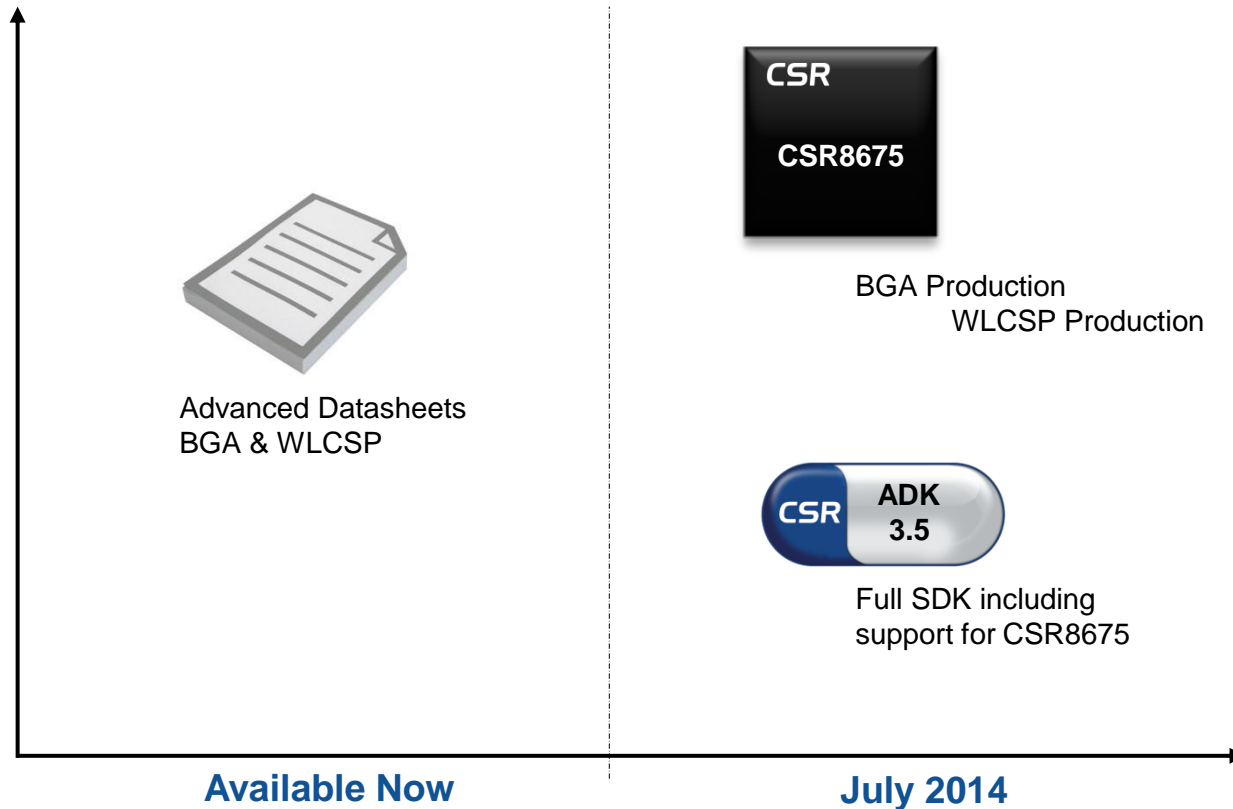 CSR
CSR8675
BGA Production
WLCSP Production
Advanced Datasheets
BGA & WLCSP
CSR
ADK
3.5
Full SDK including
support for CSR8675
Available Now
July 2014